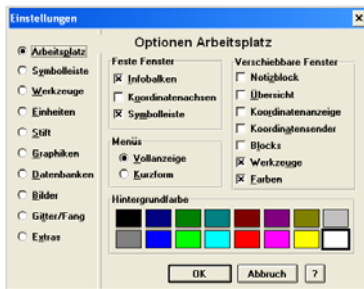 Einstellungen
Arbeitsplatz
Symbolleiste
Werkzeuge
Einheiten
Stift
Graphiken
Datenbanken
Bilder
Gitter/Fang
Extras
Optionen Arbeitsplatz
Feste Fenster
Infobalken
Koordinatenachsen
Symbolleiste
Menüs
Vollanzeige
Kurzform
Verschiebbare Fenster
Notizblock
Übersicht
Koordinatenanzeige
Koordinatensender
Blocks
Werkzeuge
Farben
Hintergrundfarbe
OK
Abbruch
?